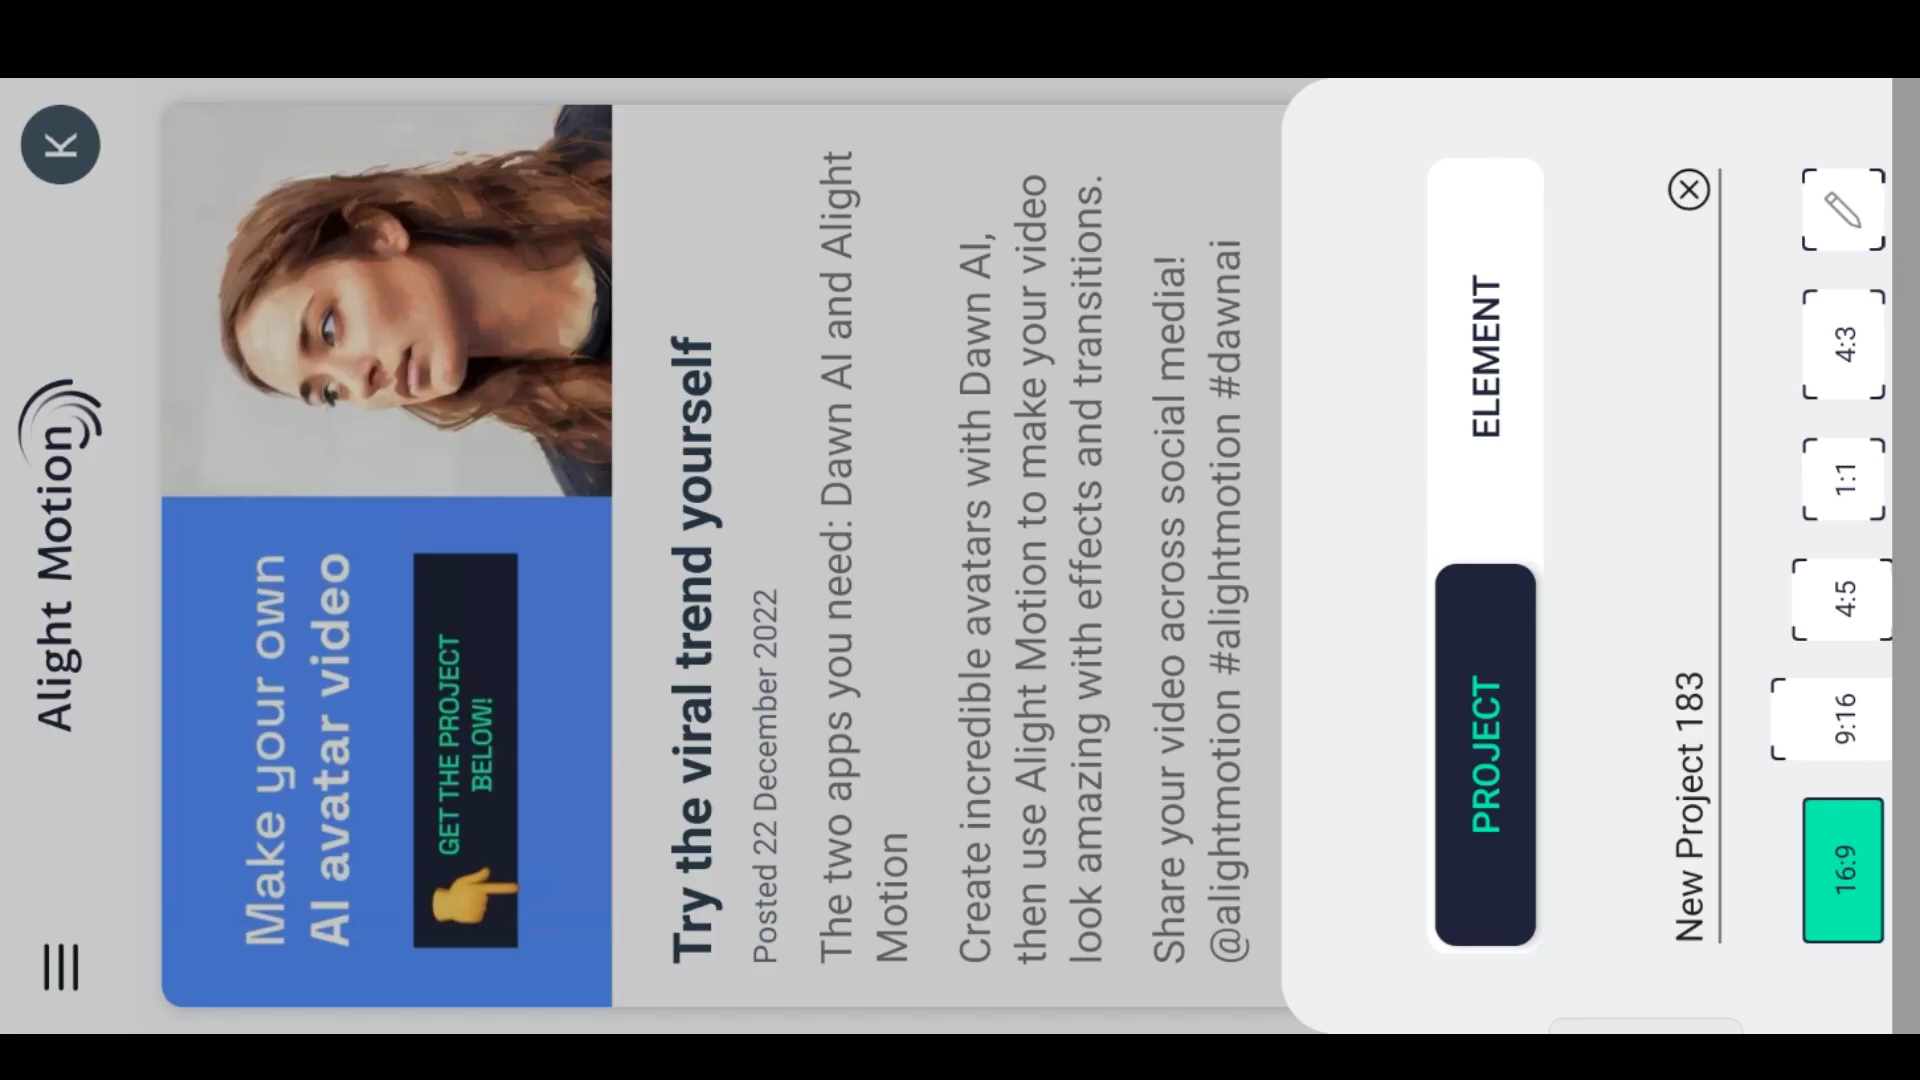 Alight Motion
K
Make your own
AI avatar video
GET THE PROJECT
BELOW!
Try the viral trend yourself
Posted 22 December 2022
The two apps you need: Dawn AI and Alight
Motion
Create incredible avatars with Dawn AI,
then use Alight Motion to make your video
look amazing with effects and transitions.
Share your video across social media!
@alightmotion #alightmotion #dawnai
PROJECT
ELEMENT
New Project 183
16:9
9:16
4:5
1:1
4:3